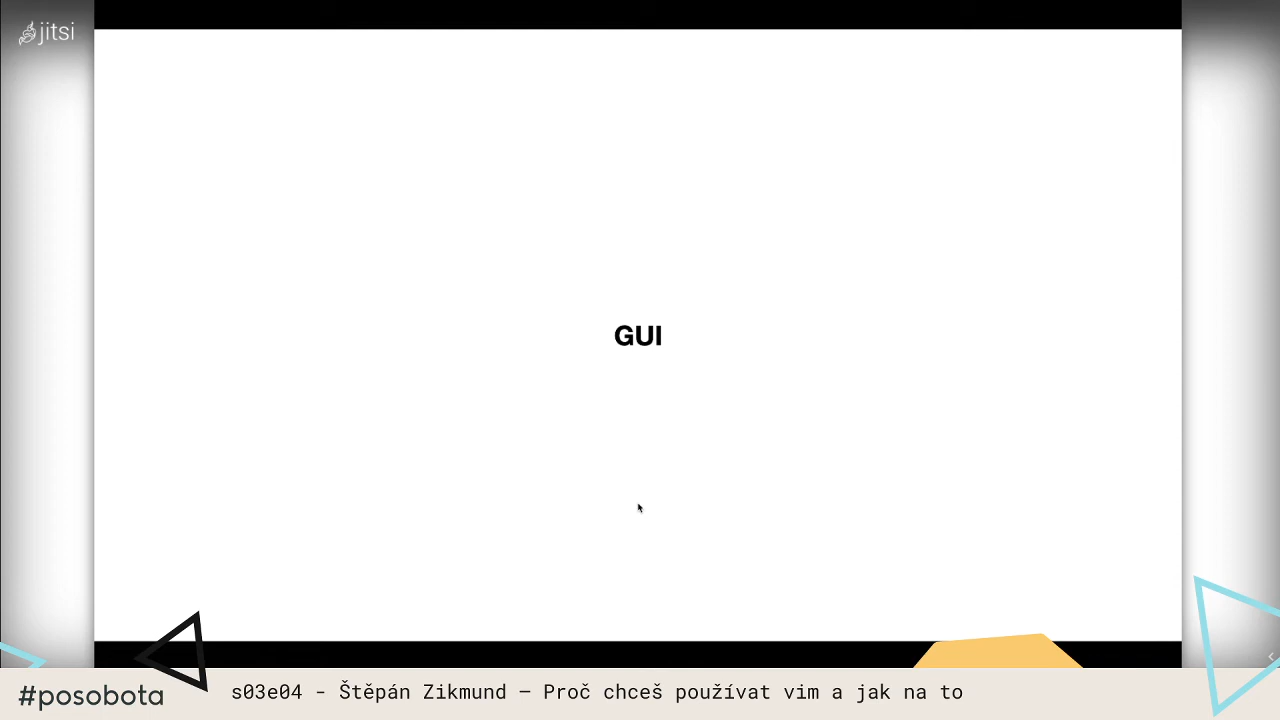 jitsi
GUI
#posobota
s03e04 - Štěpán Zikmund – Proč chceš používat vim a jak na to